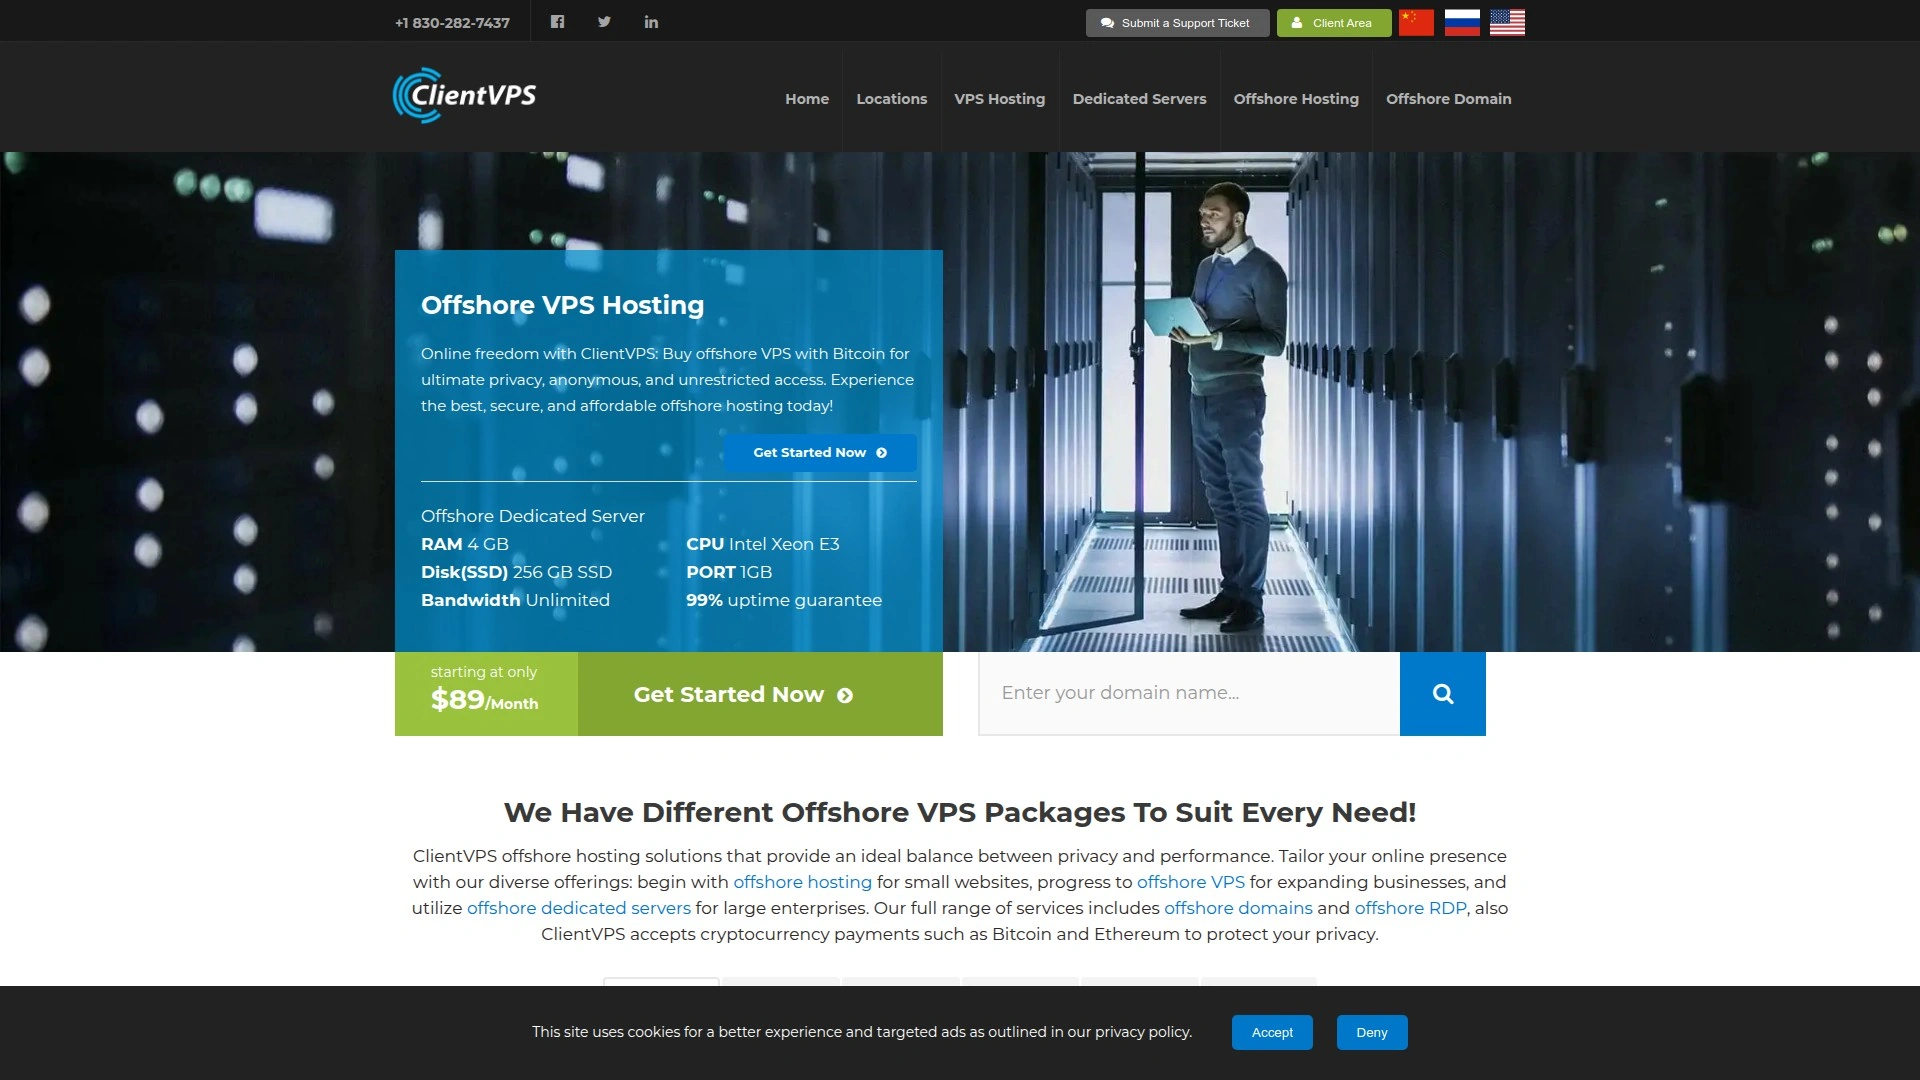 +1 830-282-7437
Submit a Support Ticket
Client Area
ClientVPS
Home
Locations
VPS Hosting
Dedicated Servers
Offshore Hosting
Offshore Domain
Offshore VPS Hosting
Online freedom with ClientVPS: Buy offshore VPS with Bitcoin for
ultimate privacy, anonymous, and unrestricted access. Experience
the best, secure, and affordable offshore hosting today!
Get Started Now
Offshore Dedicated Server
RAM 4 GB
CPU Intel Xeon E3
Disk(SSD) 256 GB SSD
PORT 1GB
Bandwidth Unlimited
99% uptime guarantee
starting at only
$89/Month
Get Started Now
Enter your domain name...
We Have Different Offshore VPS Packages To Suit Every Need!
ClientVPS offshore hosting solutions that provide an ideal balance between privacy and performance. Tailor your online presence
with our diverse offerings: begin with offshore hosting for small websites, progress to offshore VPS for expanding businesses, and
utilize offshore dedicated servers for large enterprises. Our full range of services includes offshore domains and offshore RDP, also
ClientVPS accepts cryptocurrency payments such as Bitcoin and Ethereum to protect your privacy.
This site uses cookies for a better experience and targeted ads as outlined in our privacy policy.
Accept
Deny